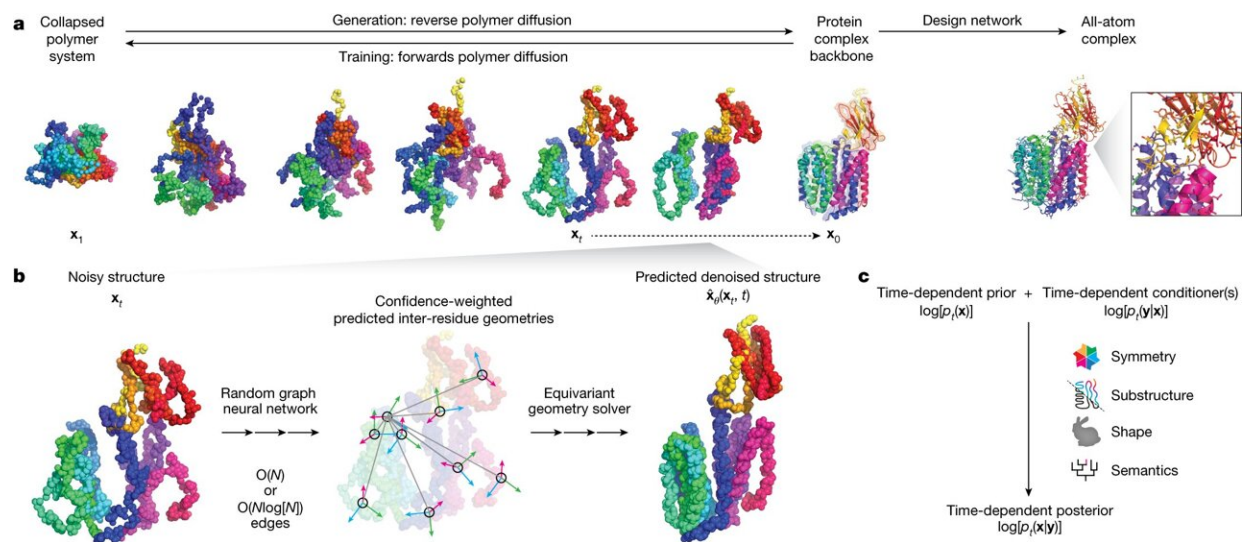 a
Collapsed
polymer
system
Generation: reverse polymer diffusion
Training: forwards polymer diffusion
Protein
complex
backbone
Design network
All-atom
complex
x₁
xₜ
x₀
b
Noisy structure
xₜ
Random graph
neural network
O(N)
or
O(Nlog[N])
edges
Confidence-weighted
predicted inter-residue geometries
Equivariant
geometry solver
Predicted denoised structure
x̂_θ(xₜ, t)
c
Time-dependent prior + Time-dependent conditioner(s)
log[pₜ(x)] log[pₜ(y|x)]
Symmetry
Substructure
Shape
Semantics
Time-dependent posterior
log[pₜ(x|y)]